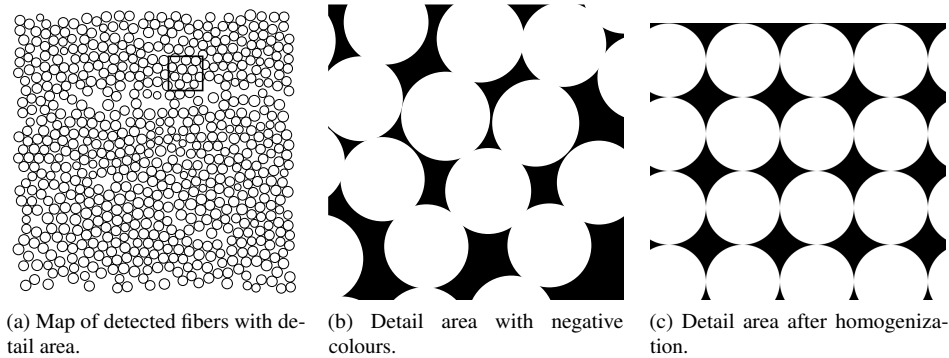 (a) Map of detected fibers with de-
tail area.
(b) Detail area with negative
colours.
(c) Detail area after homogeniza-
tion.